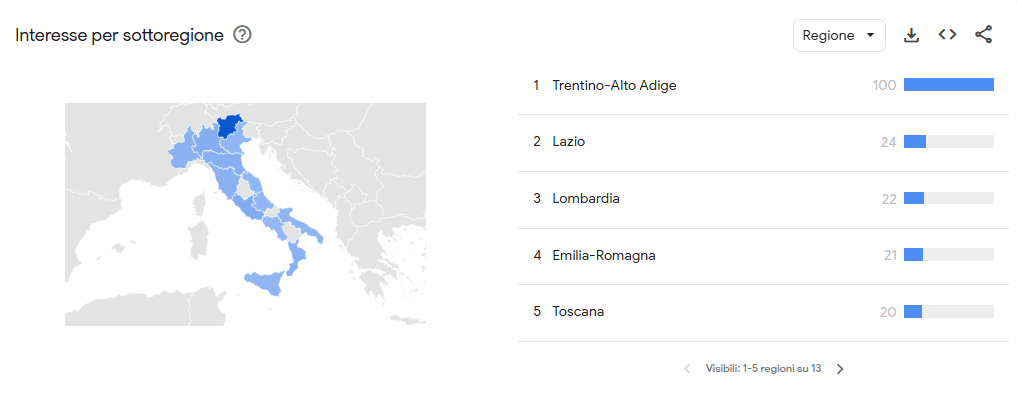 Interesse per sottoregione ?
Regione
1 Trentino-Alto Adige 100
2 Lazio 24
3 Lombardia 22
4 Emilia-Romagna 21
5 Toscana 20
Visibili: 1-5 regioni su 13